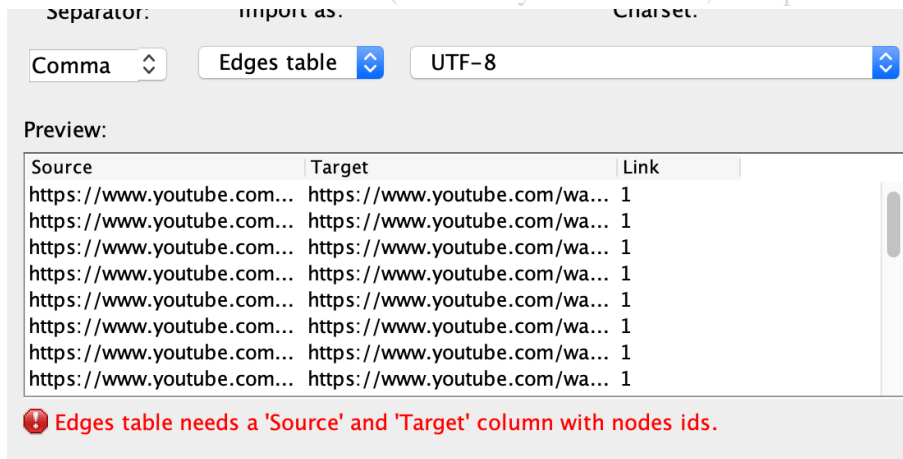 Separator: Import as: Charset:
Comma Edges table UTF-8
Preview:
Source Target Link
https://www.youtube.com... https://www.youtube.com/wa... 1
https://www.youtube.com... https://www.youtube.com/wa... 1
https://www.youtube.com... https://www.youtube.com/wa... 1
https://www.youtube.com... https://www.youtube.com/wa... 1
https://www.youtube.com... https://www.youtube.com/wa... 1
https://www.youtube.com... https://www.youtube.com/wa... 1
https://www.youtube.com... https://www.youtube.com/wa... 1
https://www.youtube.com... https://www.youtube.com/wa... 1
Edges table needs a 'Source' and 'Target' column with nodes ids.